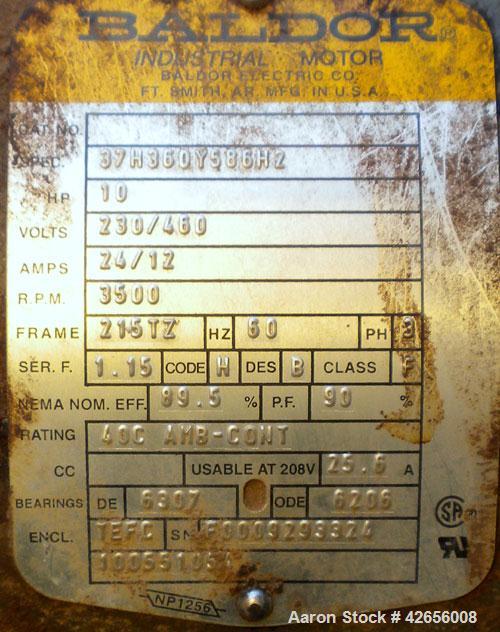 BALDOR
INDUSTRIAL MOTOR
BALDOR ELECTRIC CO.
FT. SMITH, AR. MFG. IN U.S.A.
CAT. NO.
SPEC. 37H360Y586H2
HP 10
VOLTS 230/460
AMPS 24/12
R.P.M. 3500
FRAME 215TZ HZ 60 PH 3
SER. F. 1.15 CODE H DES B CLASS F
NEMA NOM. EFF. 89.5 % P.F. 90 %
RATING 40C AMB-CONT
CC USABLE AT 208V 25.6 A
BEARINGS DE 6307 ODE 6206
ENCL. TEFC SN F0009293324
NP1256
Aaron Stock # 42656008